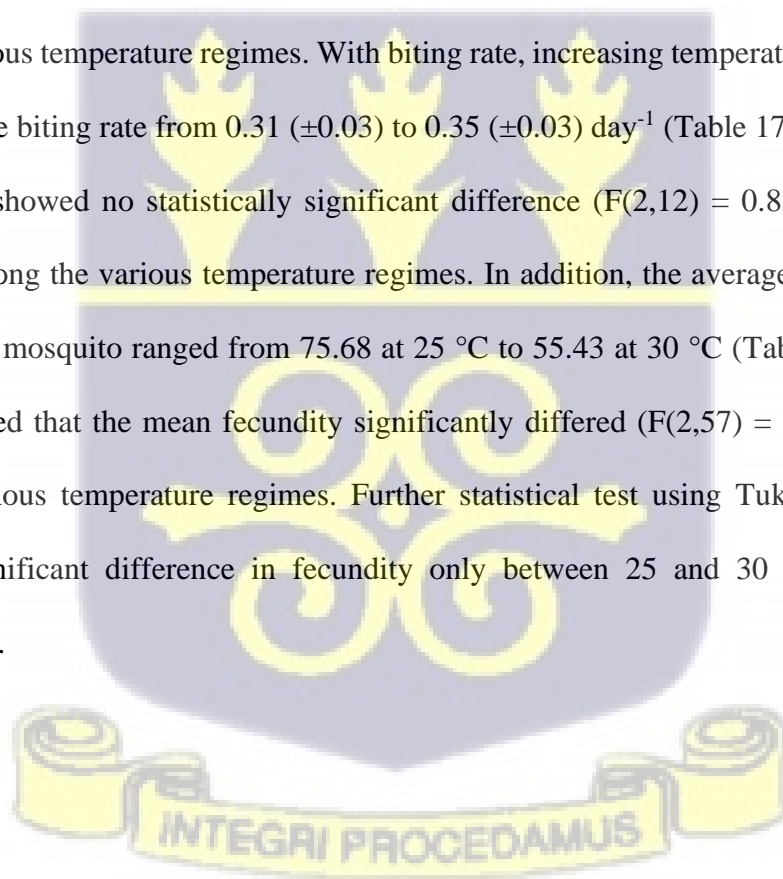 ous temperature regimes. With biting rate, increasing temperat
e biting rate from 0.31 (±0.03) to 0.35 (±0.03) day-1 (Table 17
showed no statistically significant difference (F(2,12) = 0.8
ong the various temperature regimes. In addition, the average
mosquito ranged from 75.68 at 25 °C to 55.43 at 30 °C (Tab
ed that the mean fecundity significantly differed (F(2,57) =
ious temperature regimes. Further statistical test using Tuk
nificant difference in fecundity only between 25 and 30
.
INTEGRI PROCEDAMUS